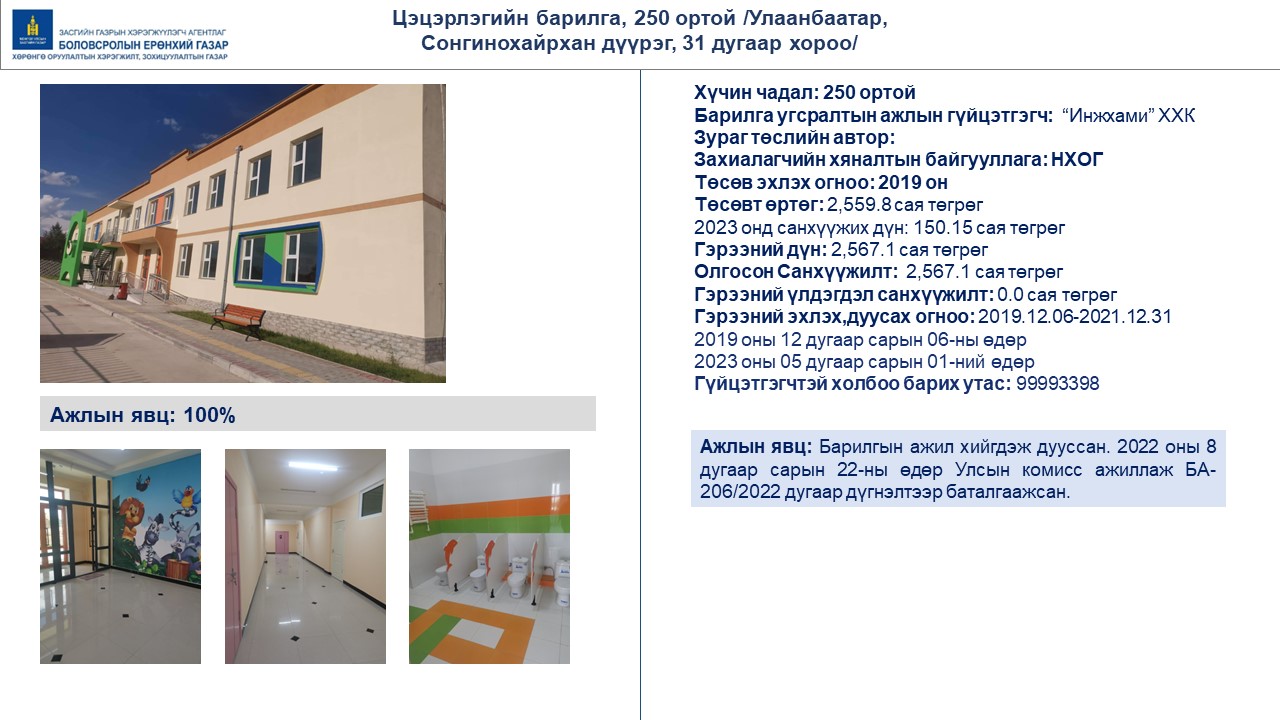 ЗАСГИЙН ГАЗРЫН ХЭРЭГЖҮҮЛЭГЧ АГЕНТЛАГ
БОЛОВСРОЛЫН ЕРӨНХИЙ ГАЗАР
ХӨРӨНГӨ ОРУУЛАЛТЫН ХЭРЭГЖИЛТ, ЗОХИЦУУЛАЛТЫН ГАЗАР
Цэцэрлэгийн барилга, 250 ортой /Улаанбаатар,
Сонгинохайрхан дүүрэг, 31 дугаар хороо/
Ажлын явц: 100%
Хүчин чадал: 250 ортой
Барилга угсралтын ажлын гүйцэтгэгч: “Инжхами” ХХК
Зураг төслийн автор:
Захиалагчийн хяналтын байгууллага: НХОГ
Төсөв эхлэх огноо: 2019 он
Төсөвт өртөг: 2,559.8 сая төгрөг
2023 онд санхүүжих дүн: 150.15 сая төгрөг
Гэрээний дүн: 2,567.1 сая төгрөг
Олгосон Санхүүжилт: 2,567.1 сая төгрөг
Гэрээний үлдэгдэл санхүүжилт: 0.0 сая төгрөг
Гэрээний эхлэх,дуусах огноо: 2019.12.06-2021.12.31
2019 оны 12 дугаар сарын 06-ны өдөр
2023 оны 05 дугаар сарын 01-ний өдөр
Гүйцэтгэгчтэй холбоо барих утас: 99993398
Ажлын явц: Барилгын ажил хийгдэж дууссан. 2022 оны 8
дугаар сарын 22-ны өдөр Улсын комисс ажиллаж БА-
206/2022 дугаар дүгнэлтээр баталгаажсан.